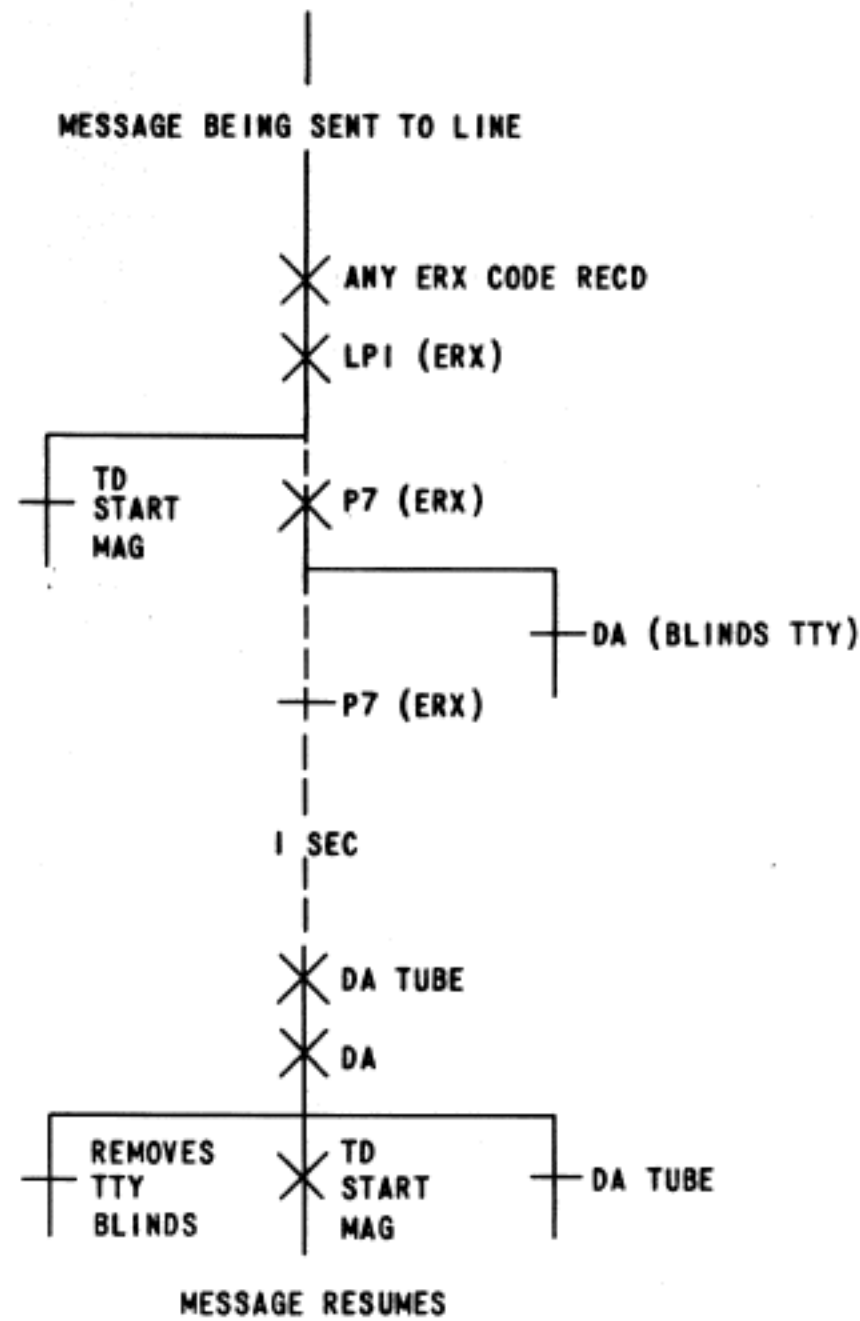 MESSAGE BEING SENT TO LINE
ANY ERX CODE RECD
LP1 (ERX)
TD
START
MAG
P7 (ERX)
DA (BLINDS TTY)
P7 (ERX)
1 SEC
DA TUBE
DA
REMOVES
TTY
BLINDS
TD
START
MAG
DA TUBE
MESSAGE RESUMES